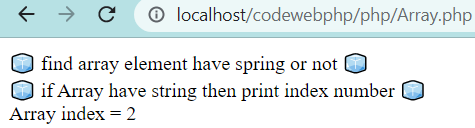 localhost/codewebphp/php/Array.php
🧊 find array element have spring or not 🧊
🧊 if Array have string then print index number 🧊
Array index = 2